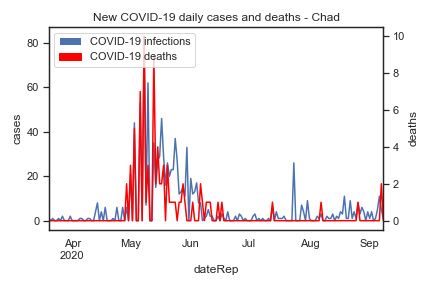 New COVID-19 daily cases and deaths - Chad
COVID-19 infections
COVID-19 deaths
80
60
40
20
0
cases
10
8
6
4
2
0
deaths
Apr May Jun Jul Aug Sep
2020
dateRep